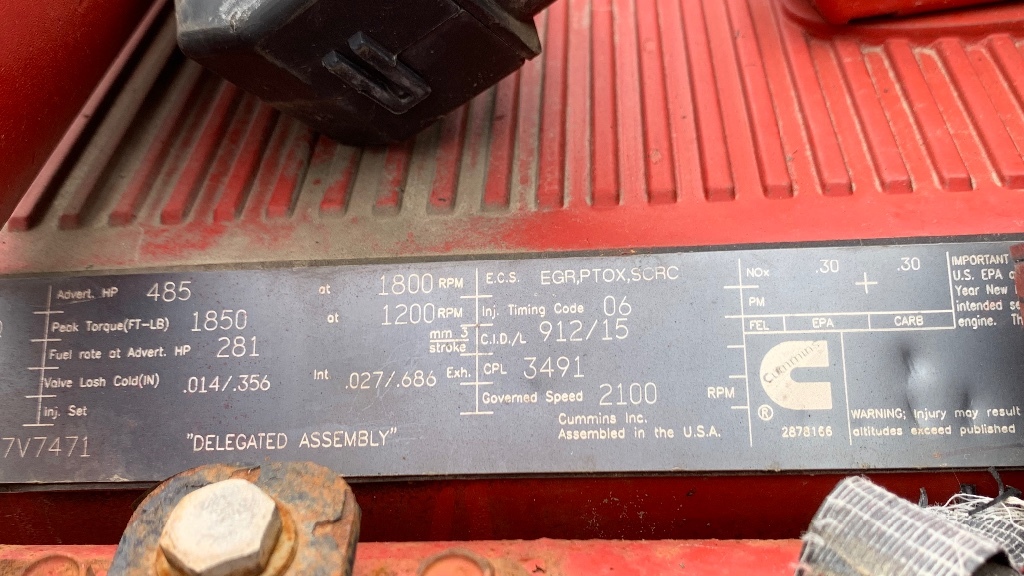 Advert. HP 485 at 1800 RPM
Peak Torque(FT-LB) 1850 at 1200 RPM
Fuel rate at Advert. HP 281 mm3 stroke
Valve Lash Cold(IN) .014/.356 Int .027/.686 Exh.
Inj. Set
7V7471 "DELEGATED ASSEMBLY"
E.C.S. EGR,PTOX,SCRC
Inj. Timing Code 06
C.I.D./L 912/15
CPL 3491
Governed Speed 2100 RPM
Cummins Inc.
Assembled in the U.S.A.
NOx .30 .30
PM
FEL EPA CARB
Cummins
®
2878166
IMPORTANT
U.S. EPA
Year New
intended
engine.
WARNING; Injury may result
altitudes exceed published